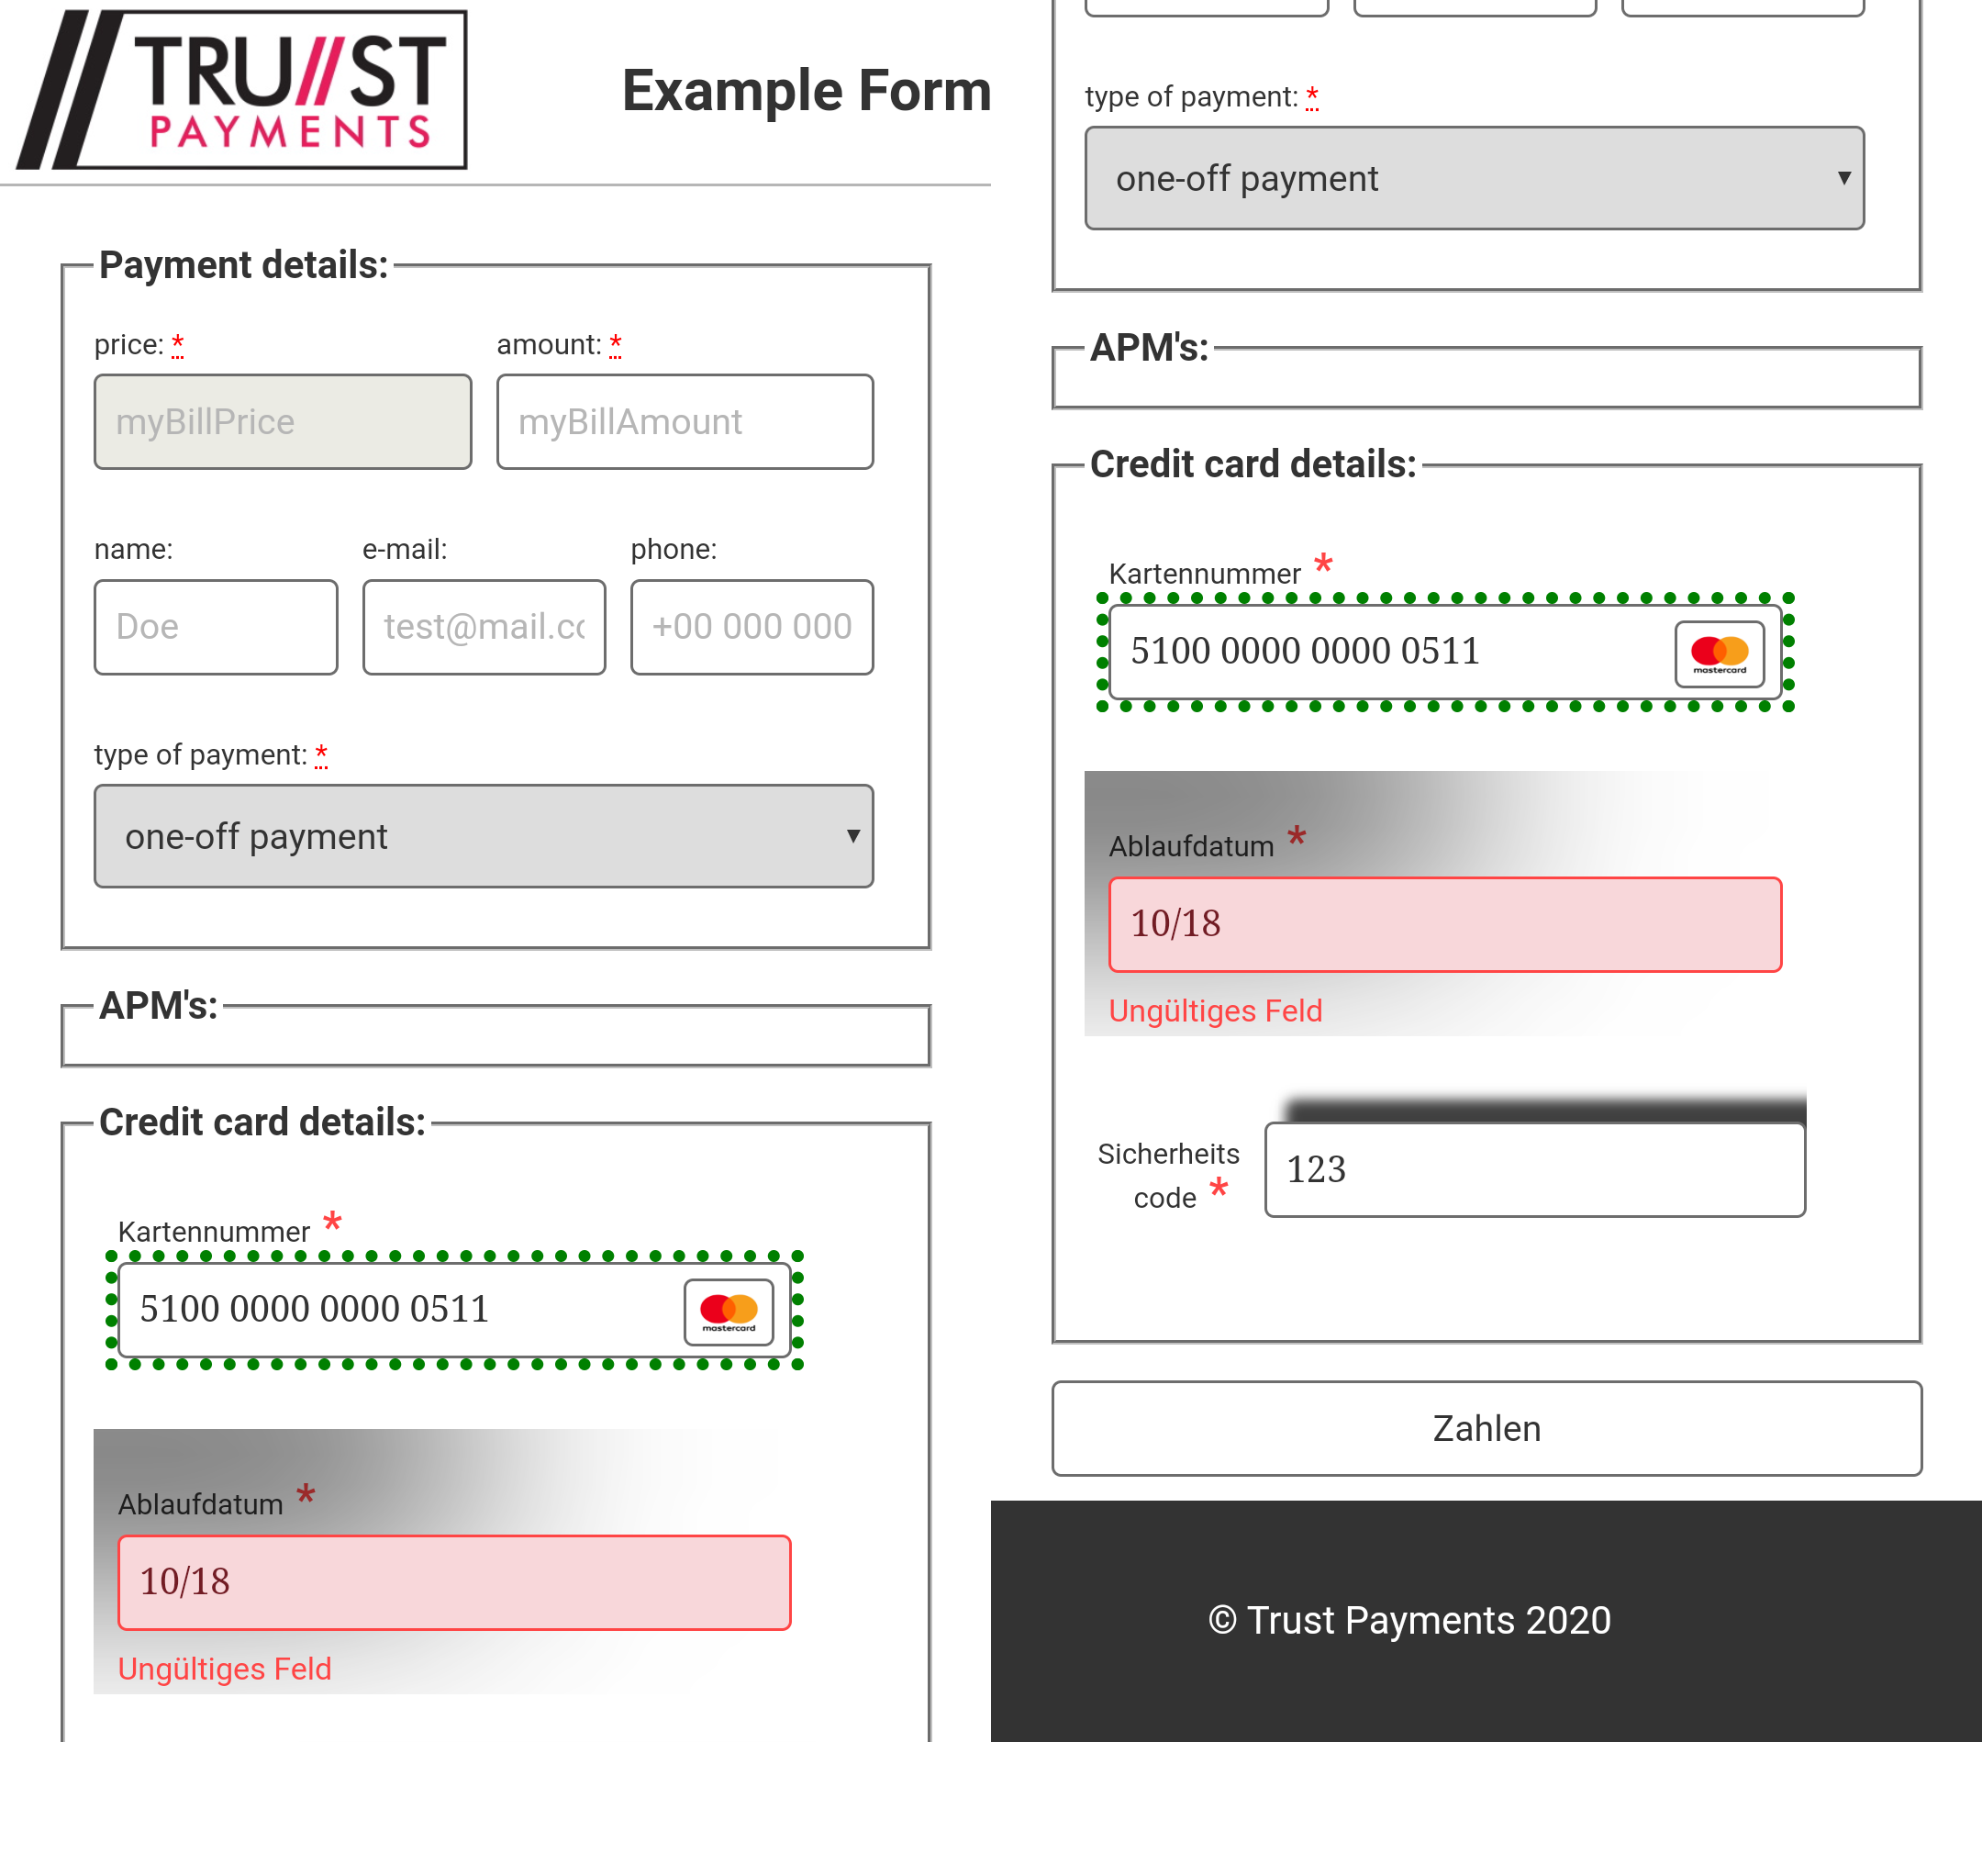 TRU//ST
PAYMENTS
Example Form
Payment details:
price: *
amount: *
myBillPrice
myBillAmount
name:
e-mail:
phone:
Doe
test@mail.co
+00 000 000
type of payment: *
one-off payment
APM's:
Credit card details:
Kartennummer *
5100 0000 0000 0511
mastercard
Ablaufdatum *
10/18
Ungültiges Feld
type of payment: *
one-off payment
APM's:
Credit card details:
Kartennummer *
5100 0000 0000 0511
mastercard
Ablaufdatum *
10/18
Ungültiges Feld
Sicherheits
code *
123
Zahlen
© Trust Payments 2020